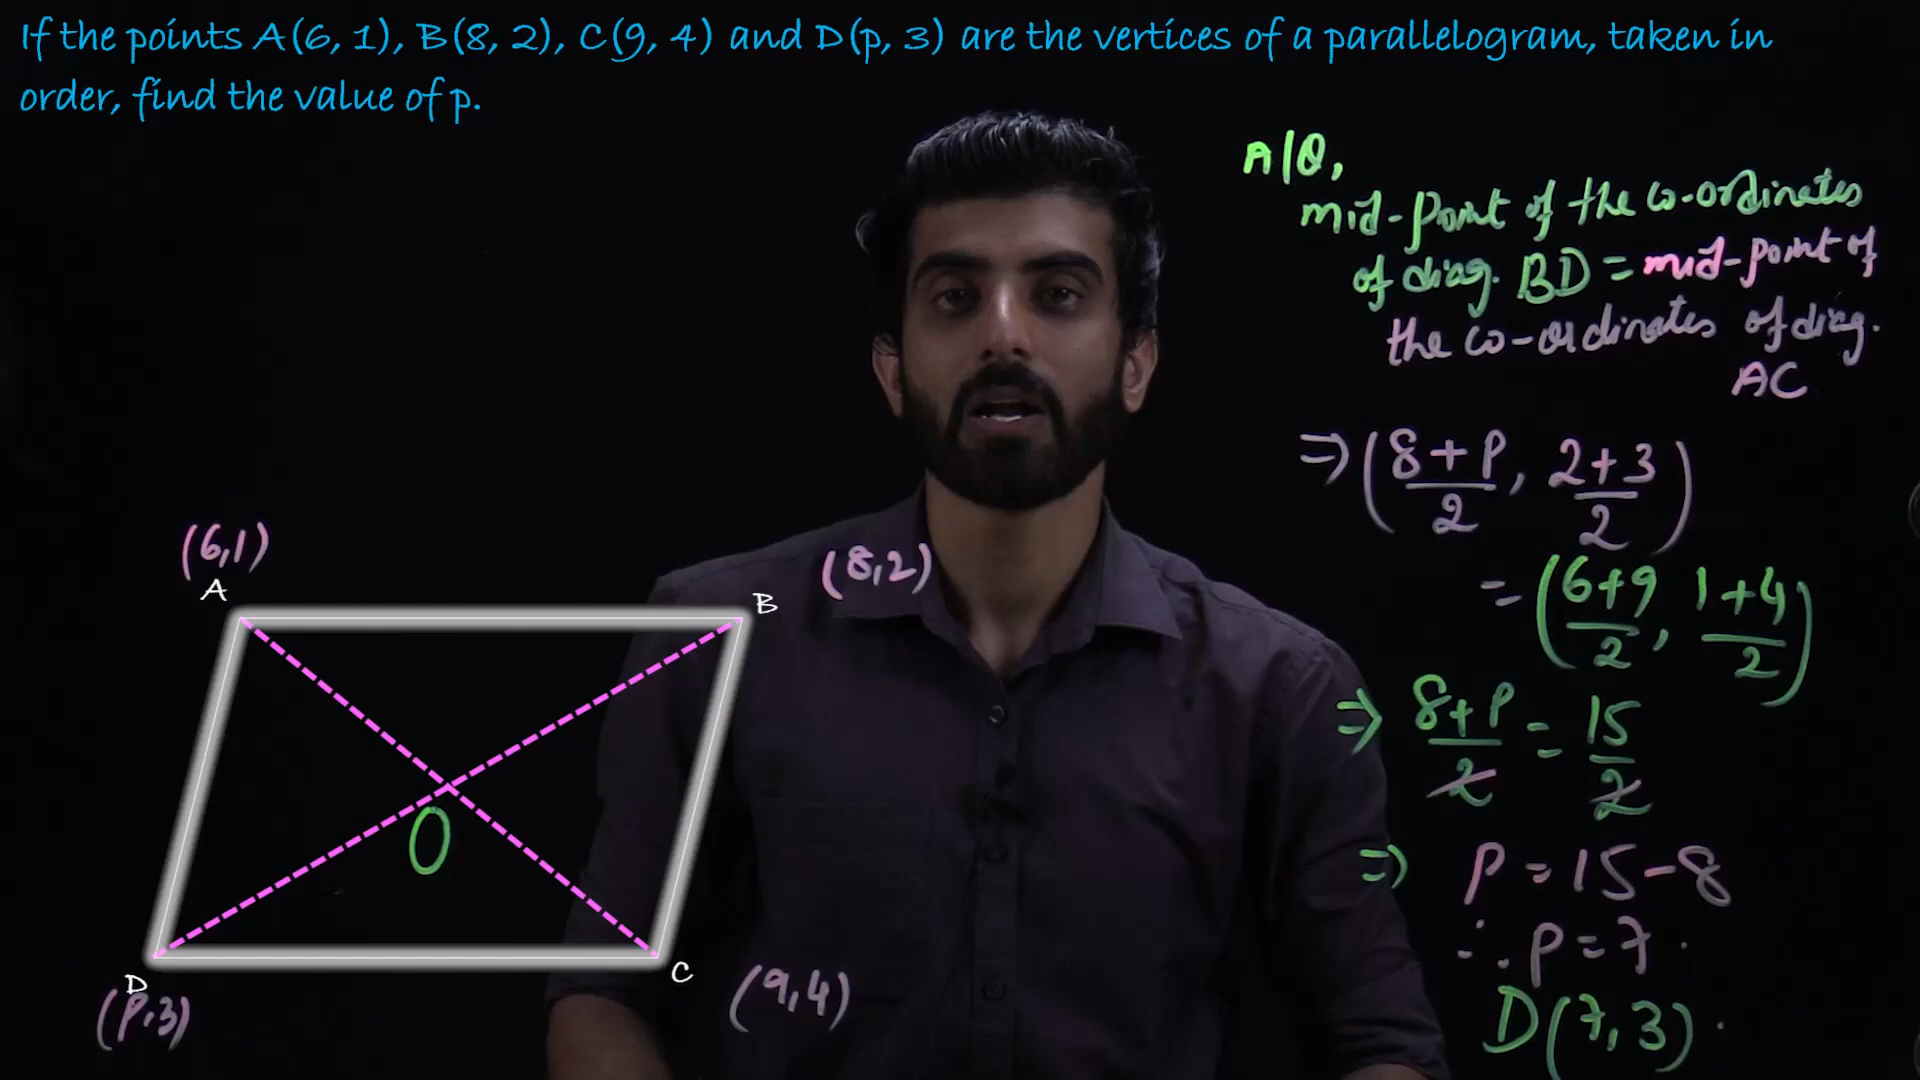 If the points A(6, 1), B(8, 2), C(9, 4) and D(p, 3) are the vertices of a parallelogram, taken in
order, find the value of p.
A|Q,
mid-point of the co-ordinates
of diag. BD = mid-point of
the co-ordinates of diag.
AC
⇒ (8+P/2, 2+3/2)
= (6+9/2, 1+4/2)
⇒ 8+P/2 = 15/2
⇒ P = 15-8
∴ P = 7.
D(7,3).
(6,1)
A
(8,2)
B
O
D
(P,3)
C
(9,4)